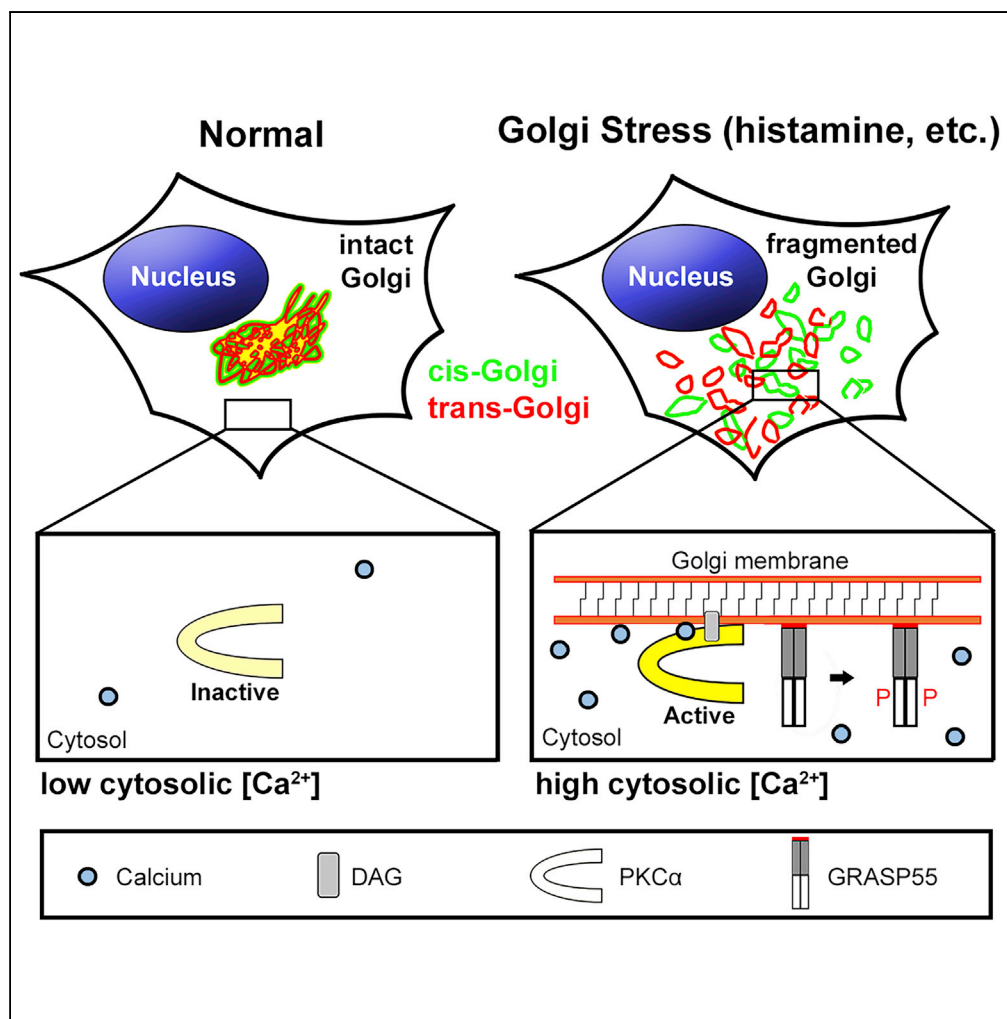 Normal
Golgi Stress (histamine, etc.)
Nucleus
intact
Golgi
Nucleus
fragmented
Golgi
cis-Golgi
trans-Golgi
Inactive
Cytosol
low cytosolic [Ca²⁺]
Golgi membrane
Active
P P
Cytosol
high cytosolic [Ca²⁺]
Calcium
DAG
PKCα
GRASP55